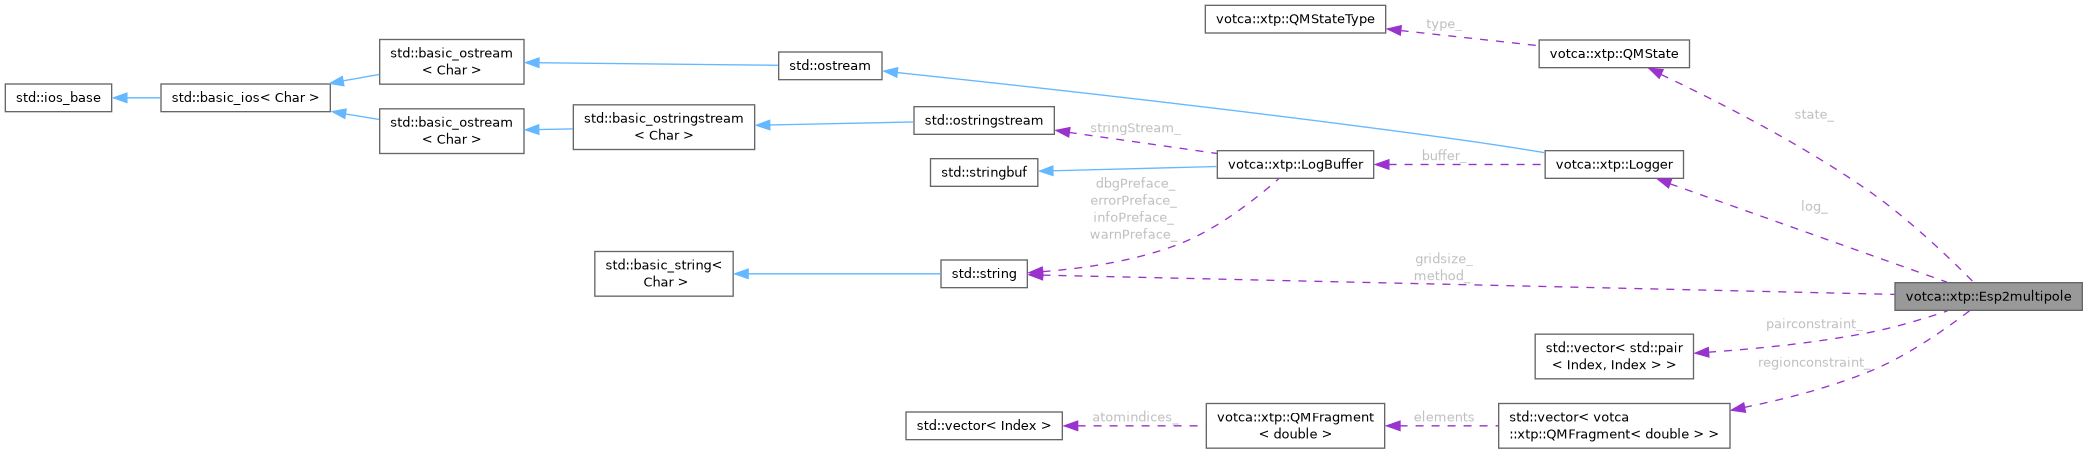 votca::xtp::QMStateType
type_
votca::xtp::QMState
std::basic_ostream
< Char >
std::ostream
std::ios_base
std::basic_ios< Char >
std::basic_ostream
< Char >
std::basic_ostringstream
< Char >
std::ostringstream
stringStream_
state_
std::stringbuf
votca::xtp::LogBuffer
buffer_
votca::xtp::Logger
dbgPreface_
errorPreface_
infoPreface_
warnPreface_
log_
std::basic_string<
Char >
std::string
gridsize_
method_
votca::xtp::Esp2multipole
pairconstraint_
std::vector< std::pair
< Index, Index > >
regionconstraint_
std::vector< Index >
atomindices_
votca::xtp::QMFragment
< double >
elements
std::vector< votca
::xtp::QMFragment< double > >